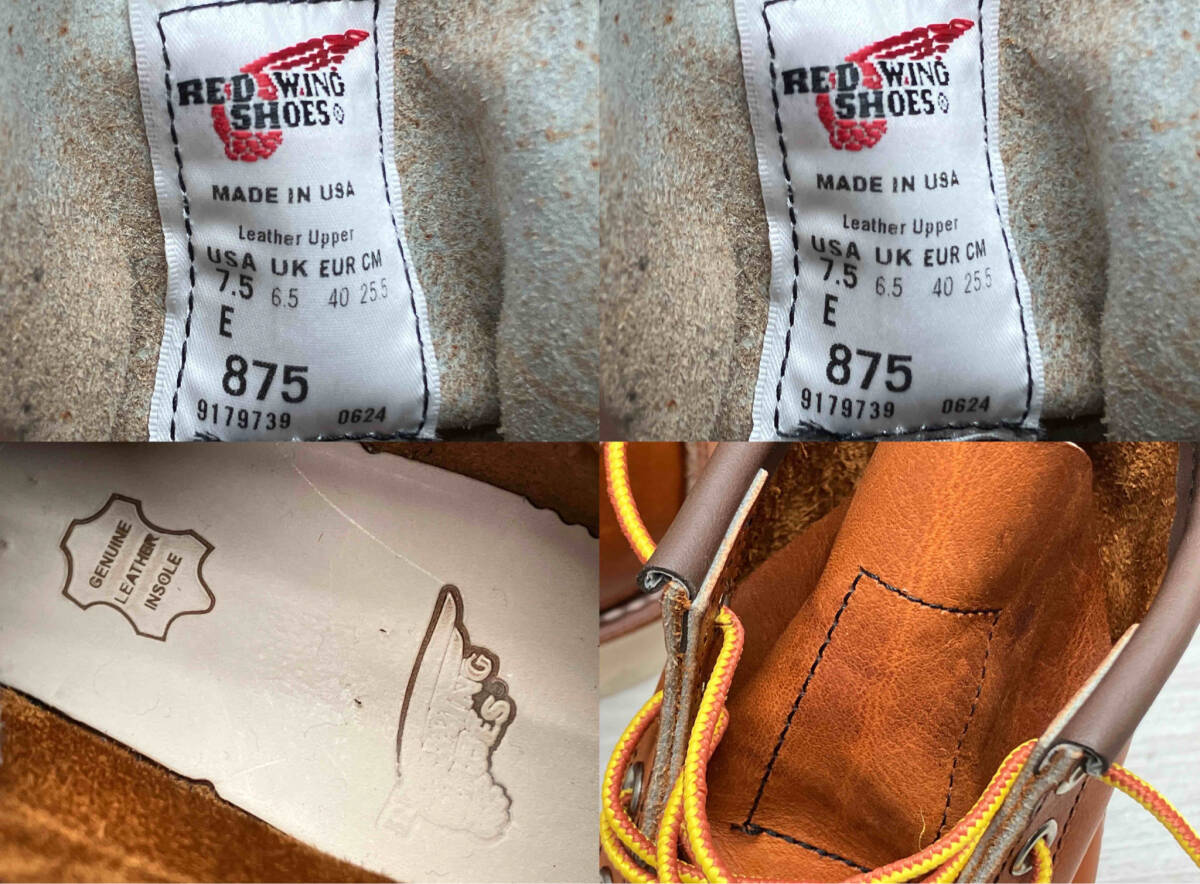 RED WING
SHOES®
MADE IN USA
Leather Upper
USA UK EUR CM
7.5 6.5 40 25.5
E
875
9179739 0624
RED WING
SHOES®
MADE IN USA
Leather Upper
USA UK EUR CM
7.5 6.5 40 25.5
E
875
9179739 0624
GENUINE
LEATHER
INSOLE
WING